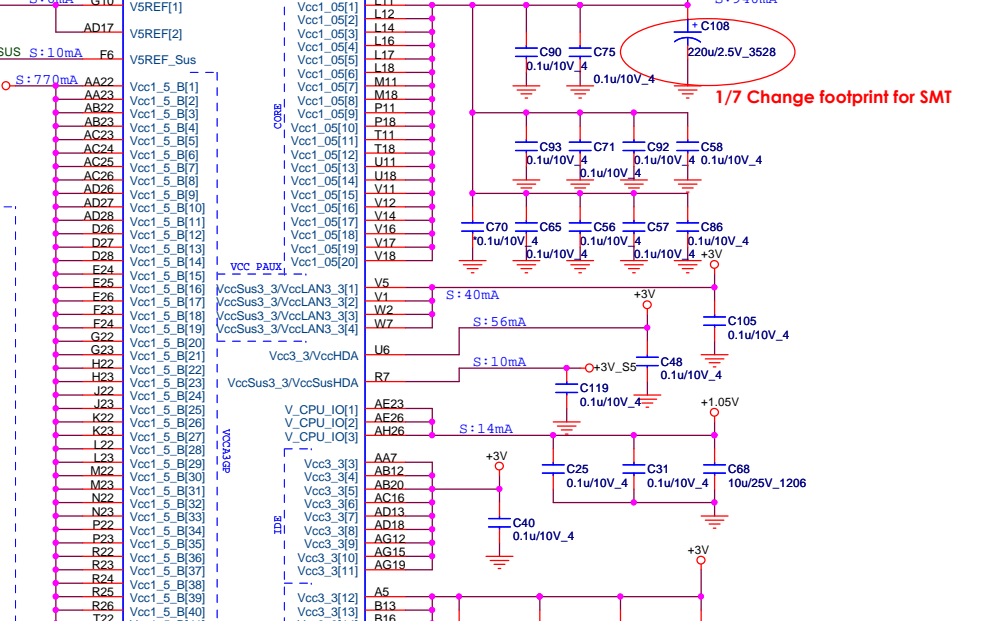 G10 V5REF[1]
AD17 V5REF[2]
SUS S:10mA F6 V5REF_Sus
S:770mA
AA22 Vcc1_5_B[1]
AA23 Vcc1_5_B[2]
AB22 Vcc1_5_B[3]
AB23 Vcc1_5_B[4]
AC23 Vcc1_5_B[5]
AC24 Vcc1_5_B[6]
AC25 Vcc1_5_B[7]
AC26 Vcc1_5_B[8]
AD26 Vcc1_5_B[9]
AD27 Vcc1_5_B[10]
AD28 Vcc1_5_B[11]
D26 Vcc1_5_B[12]
D27 Vcc1_5_B[13]
D28 Vcc1_5_B[14]
E24 Vcc1_5_B[15]
E25 Vcc1_5_B[16]
E26 Vcc1_5_B[17]
F23 Vcc1_5_B[18]
F24 Vcc1_5_B[19]
G22 Vcc1_5_B[20]
G23 Vcc1_5_B[21]
H22 Vcc1_5_B[22]
H23 Vcc1_5_B[23]
J22 Vcc1_5_B[24]
J23 Vcc1_5_B[25]
K22 Vcc1_5_B[26]
K23 Vcc1_5_B[27]
L22 Vcc1_5_B[28]
L23 Vcc1_5_B[29]
M22 Vcc1_5_B[30]
M23 Vcc1_5_B[31]
N22 Vcc1_5_B[32]
N23 Vcc1_5_B[33]
P22 Vcc1_5_B[34]
P23 Vcc1_5_B[35]
R22 Vcc1_5_B[36]
R23 Vcc1_5_B[37]
R24 Vcc1_5_B[38]
R25 Vcc1_5_B[39]
R26 Vcc1_5_B[40]
T22
CORE
VCC PAUX
VCCA3GP
IDE
Vcc1_05[1] L11
Vcc1_05[2] L12
Vcc1_05[3] L14
Vcc1_05[4] L16
Vcc1_05[5] L17
Vcc1_05[6] L18
Vcc1_05[7] M11
Vcc1_05[8] M18
Vcc1_05[9] P11
Vcc1_05[10] P18
Vcc1_05[11] T11
Vcc1_05[12] T18
Vcc1_05[13] U11
Vcc1_05[14] U18
Vcc1_05[15] V11
Vcc1_05[16] V12
Vcc1_05[17] V14
Vcc1_05[18] V16
Vcc1_05[19] V17
Vcc1_05[20] V18
VccSus3_3/VccLAN3_3[1] V5
VccSus3_3/VccLAN3_3[2] V1
VccSus3_3/VccLAN3_3[3] W2
VccSus3_3/VccLAN3_3[4] W7
Vcc3_3/VccHDA U6
VccSus3_3/VccSusHDA R7
V_CPU_IO[1] AE23
V_CPU_IO[2] AE26
V_CPU_IO[3] AH26
Vcc3_3[3] AA7
Vcc3_3[4] AB12
Vcc3_3[5] AB20
Vcc3_3[6] AC16
Vcc3_3[7] AD13
Vcc3_3[8] AD18
Vcc3_3[9] AG12
Vcc3_3[10] AG15
Vcc3_3[11] AG19
Vcc3_3[12] A5
Vcc3_3[13] B13
B16
S:940mA
C90
0.1u/10V_4
C75
0.1u/10V_4
+ C108
220u/2.5V_3528
1/7 Change footprint for SMT
C93
0.1u/10V_4
C71
0.1u/10V_4
C92
0.1u/10V_4
C58
0.1u/10V_4
C70
*0.1u/10V_4
C65
0.1u/10V_4
C56
0.1u/10V_4
C57
0.1u/10V_4
C86
0.1u/10V_4
+3V
S:40mA
C105
0.1u/10V_4
+3V
S:56mA
C48
0.1u/10V_4
S:10mA
+3V_S5
C119
0.1u/10V_4
+1.05V
S:14mA
C25
0.1u/10V_4
C31
0.1u/10V_4
C68
10u/25V_1206
+3V
C40
0.1u/10V_4
+3V